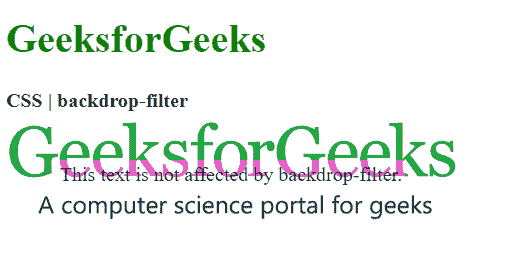 GeeksforGeeks
CSS | backdrop-filter
GeeksforGeeks
This text is not affected by backdrop-filter.
A computer science portal for geeks